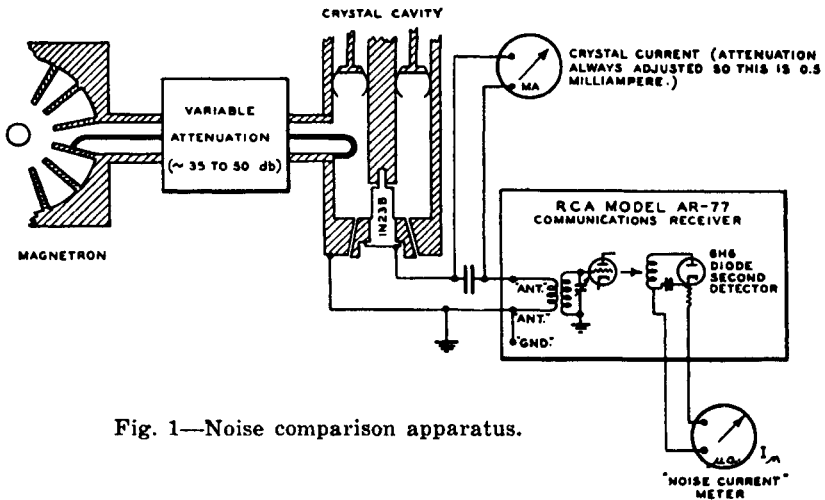 CRYSTAL CAVITY
CRYSTAL CURRENT (ATTENUATION
ALWAYS ADJUSTED SO THIS IS 0.5
MILLIAMPERE.)
MA
VARIABLE
ATTENUATION
(~ 35 TO 50 db)
1N23B
MAGNETRON
RCA MODEL AR-77
COMMUNICATIONS RECEIVER
6H6
DIODE
SECOND
DETECTOR
"ANT."
"ANT."
"GND."
μa.
In
"NOISE CURRENT"
METER
Fig. 1—Noise comparison apparatus.